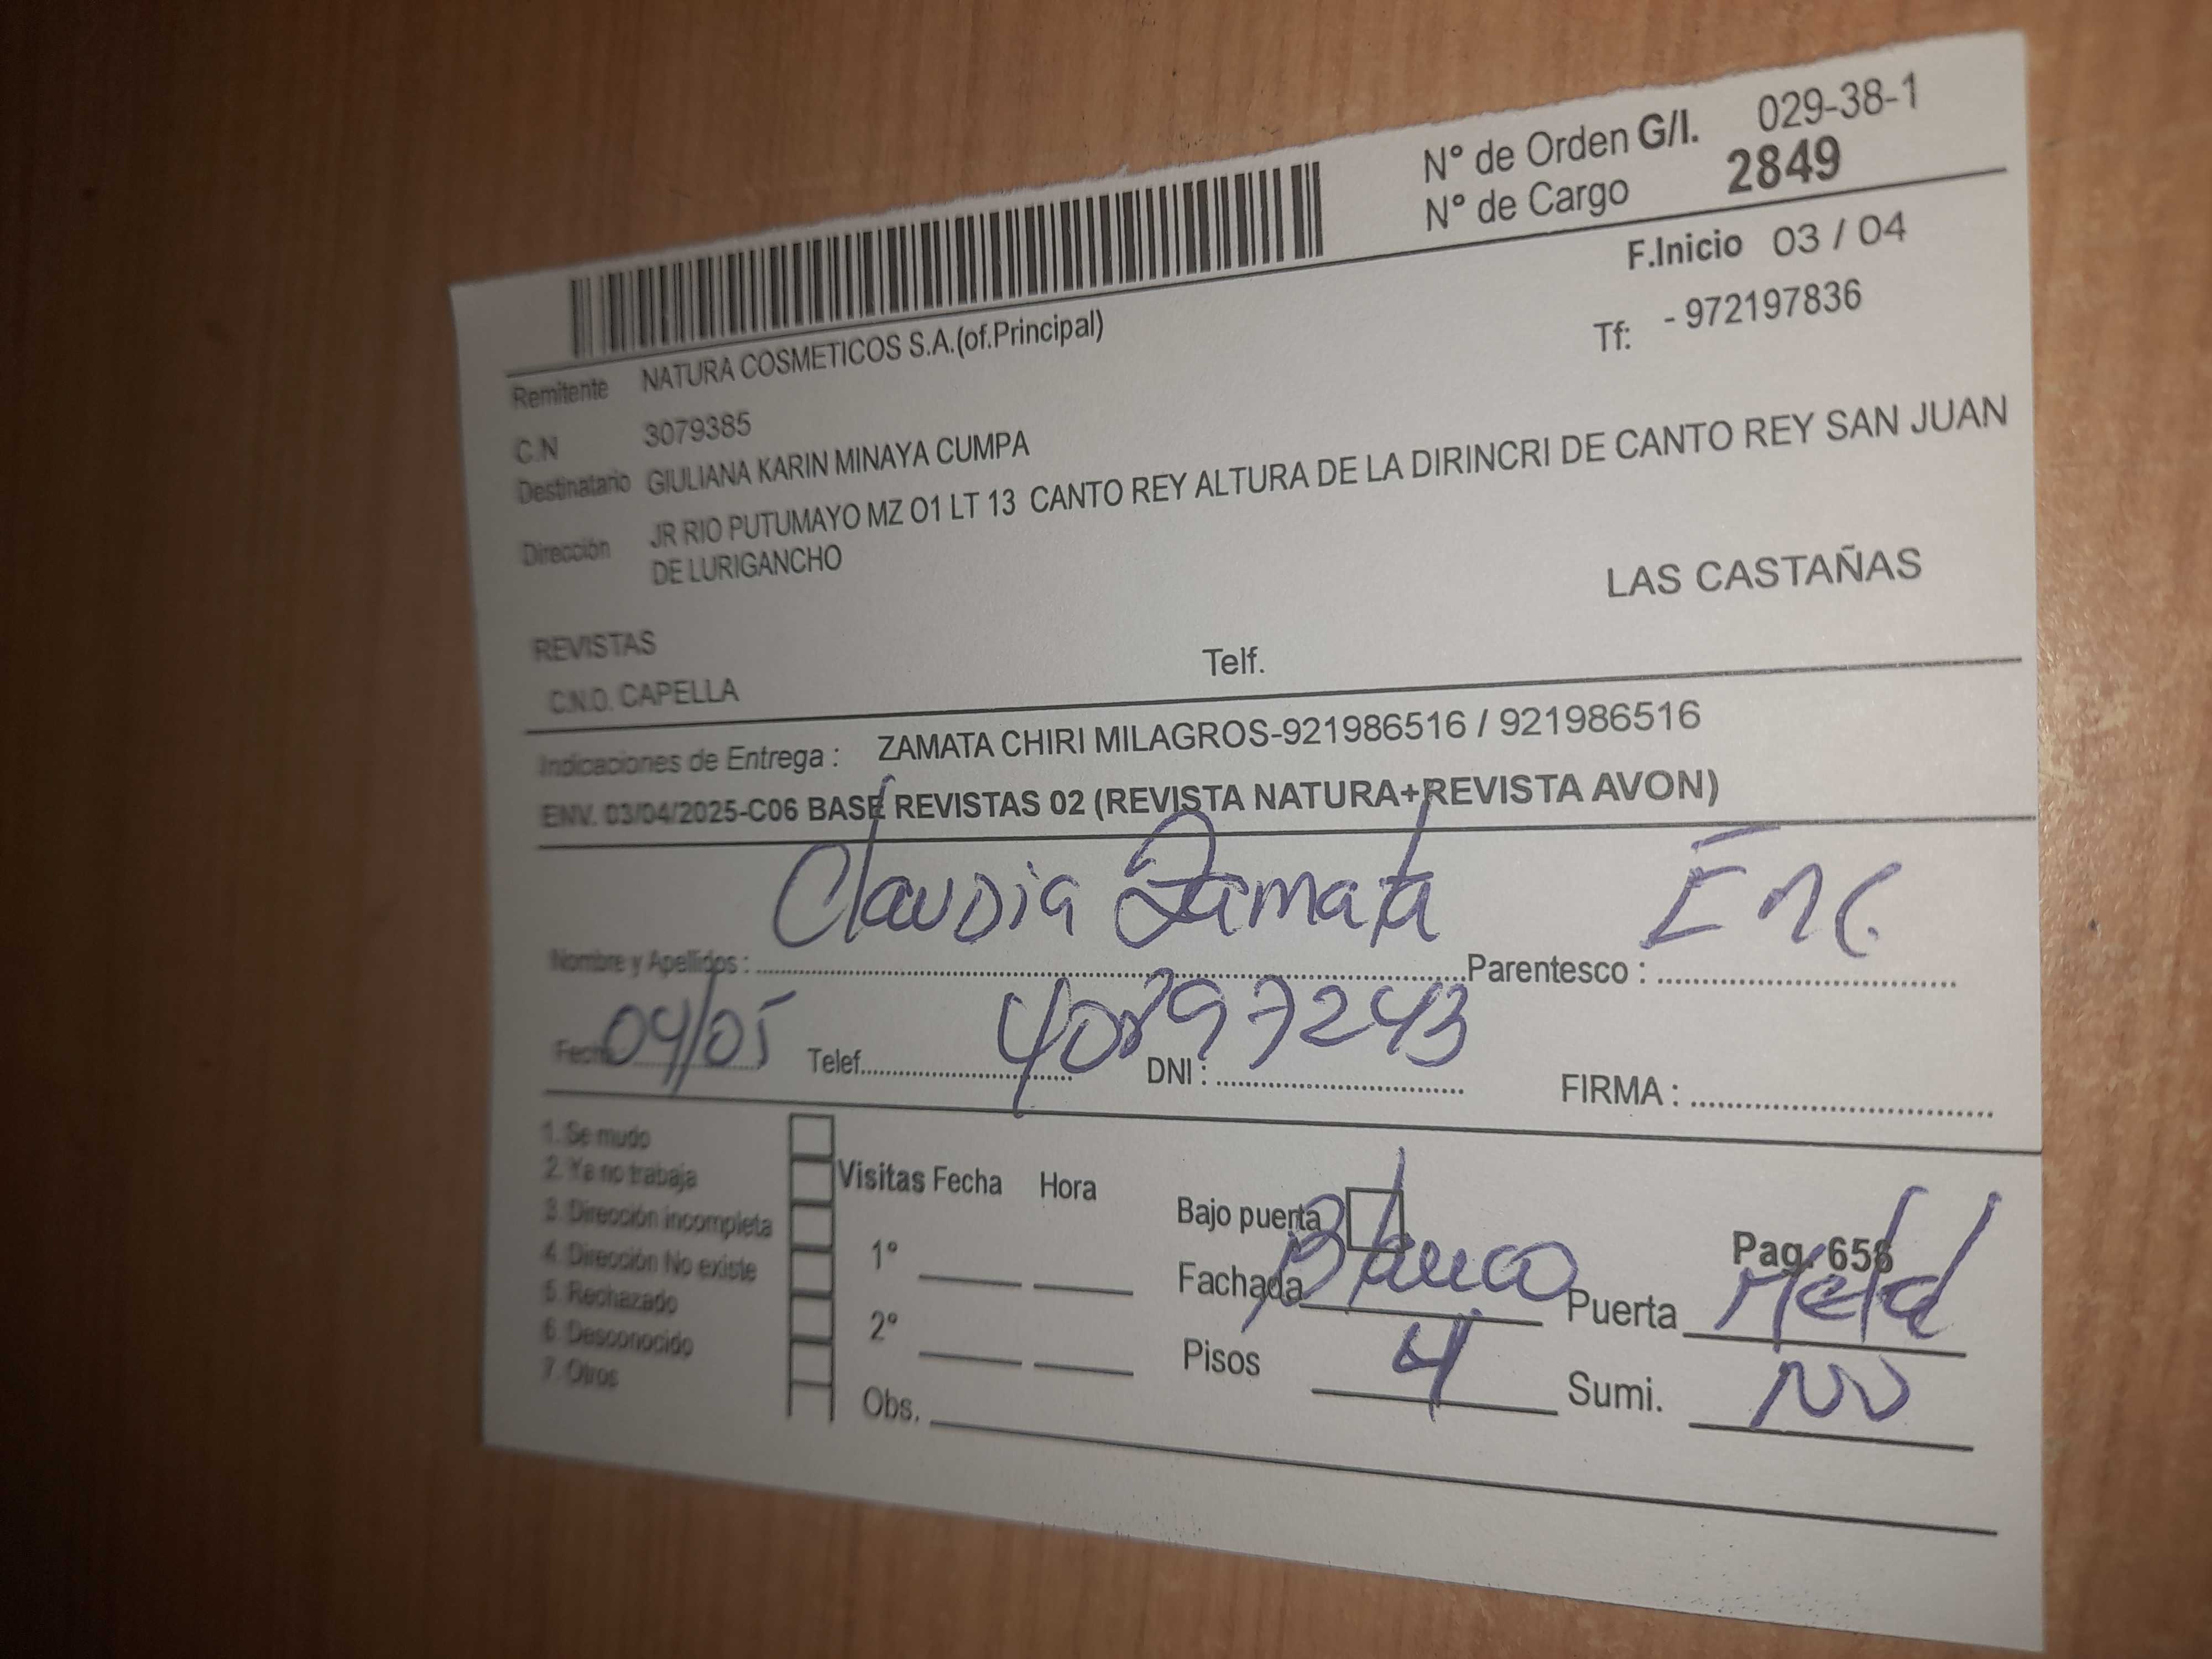 N° de Orden G/I. 029-38-1
N° de Cargo 2849
F.Inicio 03 / 04
Remitente NATURA COSMETICOS S.A.(of.Principal)
Tf: - 972197836
C.N 3079385
Destinatario GIULIANA KARIN MINAYA CUMPA
Dirección JR RIO PUTUMAYO MZ O1 LT 13 CANTO REY ALTURA DE LA DIRINCRI DE CANTO REY SAN JUAN
DE LURIGANCHO
LAS CASTAÑAS
REVISTAS
C.N.O. CAPELLA Telf.
Indicaciones de Entrega : ZAMATA CHIRI MILAGROS-921986516 / 921986516
ENV. 03/04/2025-C06 BASE REVISTAS 02 (REVISTA NATURA+REVISTA AVON)
Claudia Zamata Enc.
Nombre y Apellidos : Parentesco :
04/05 40897243
Fecha Telef. DNI : FIRMA :
1. Se mudo
2. Ya no trabaja
3. Dirección incompleta
4. Dirección No existe
5. Rechazado
6. Desconocido
7. Otros
Visitas Fecha Hora
1°
2°
Obs.
Bajo puerta
Pag. 658
Fachada Blanco Puerta Metal
Pisos 4 Sumi. NO